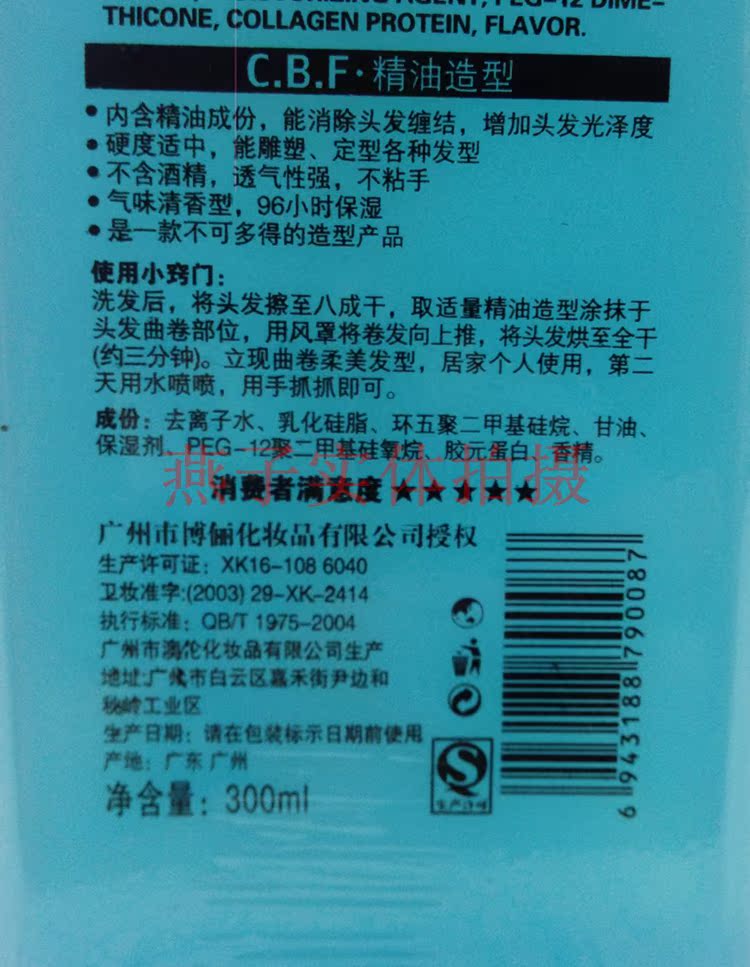 THICONE, COLLAGEN PROTEIN, FLAVOR.
C.B.F·精油造型
• 内含精油成份，能消除头发缠结，增加头发光泽度
• 硬度适中，能雕塑、定型各种发型
• 不含酒精，透气性强，不粘手
• 气味清香型，96小时保湿
• 是一款不可多得的造型产品
使用小窍门：
洗发后，将头发擦至八成干，取适量精油造型涂抹于
头发曲卷部位，用风罩将卷发向上推，将头发烘至全干
(约三分钟)。立现曲卷柔美发型，居家个人使用，第二
天用水喷喷，用手抓抓即可。
成份：去离子水、乳化硅脂、环五聚二甲基硅烷、甘油、
保湿剂、PEG-12聚二甲基硅氧烷、胶元蛋白、香精。
燕子实体拍摄
消费者满意度★★★★★
广州市博俪化妆品有限公司授权
生产许可证：XK16-108 6040
卫妆准字:(2003) 29-XK-2414
执行标准：QB/T 1975-2004
广州市澳伦化妆品有限公司生产
地址:广州市白云区嘉禾街尹边和
秘岭工业区
生产日期：请在包装标示日期前使用
产地：广东 广州
净含量：300ml
生产许可
6943188790087